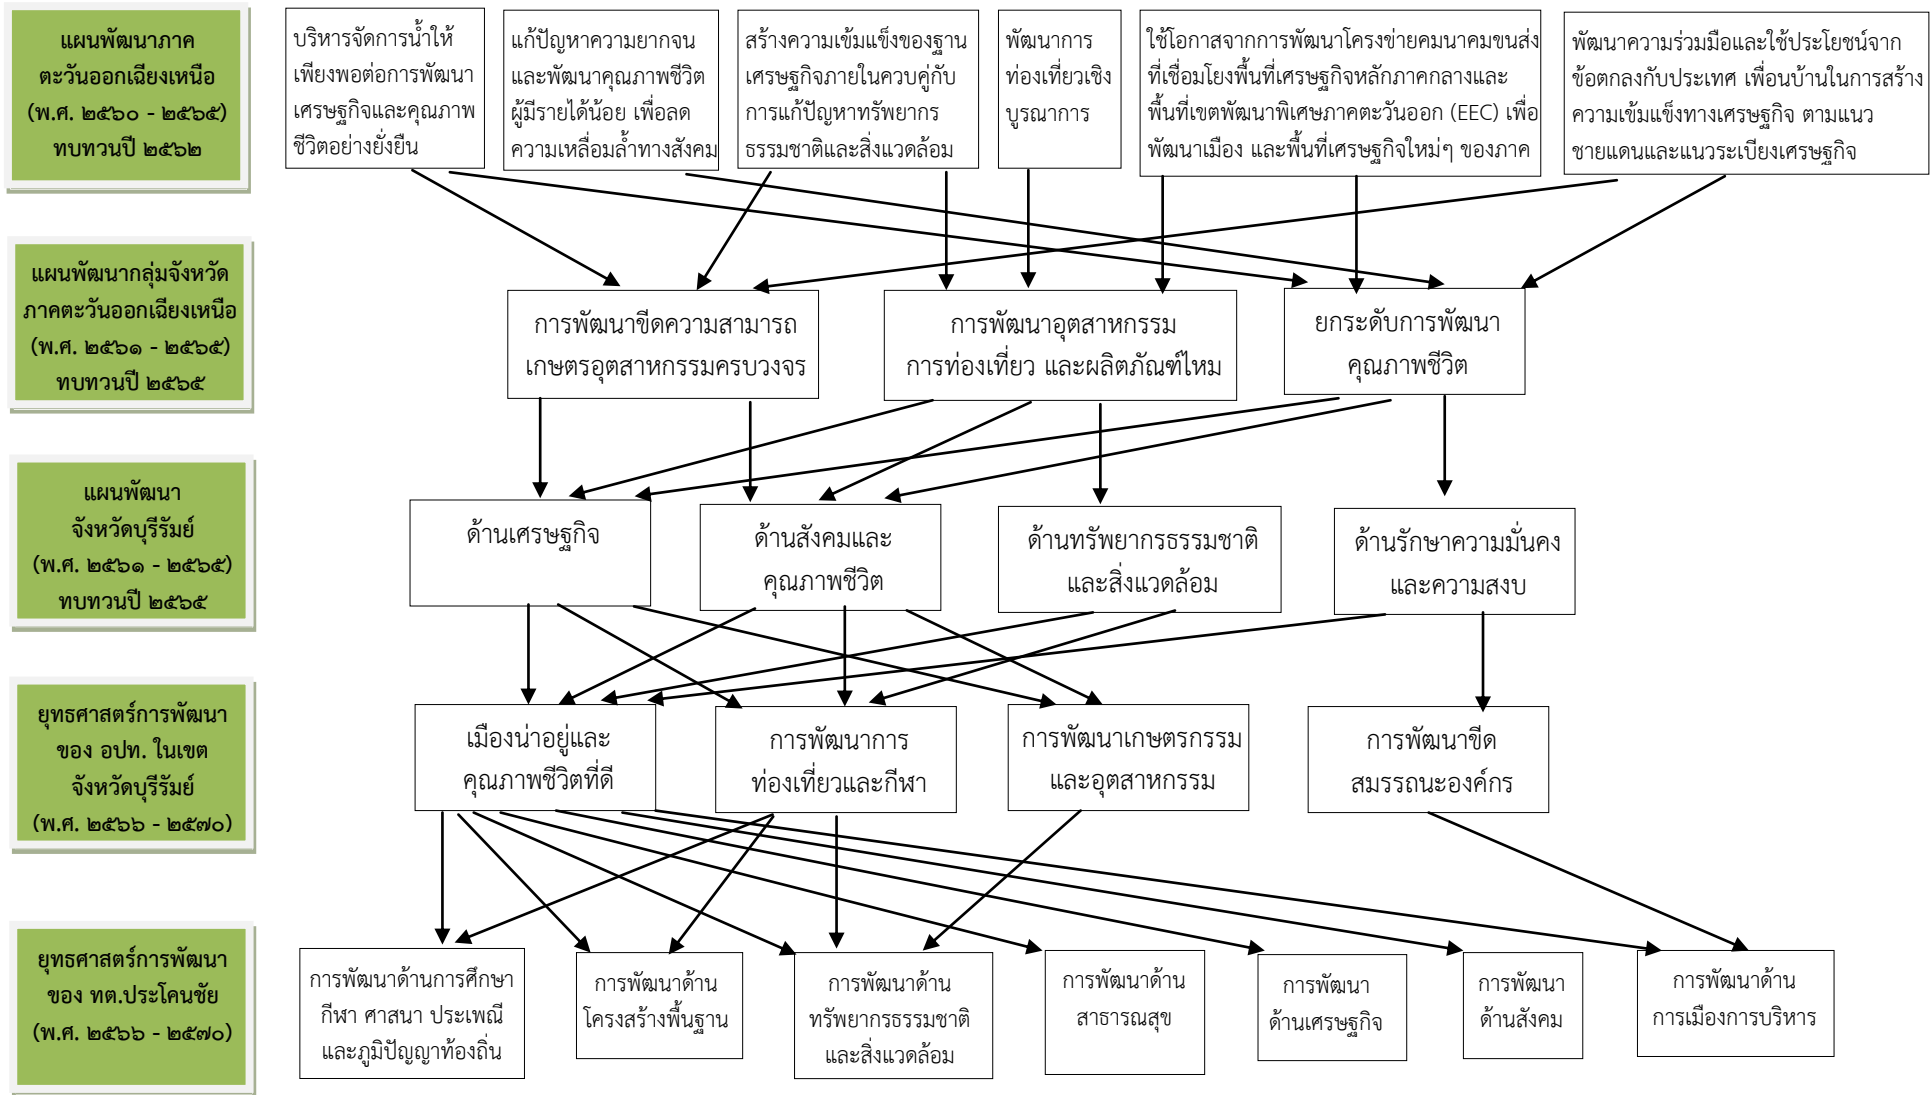 แผนพัฒนาภาค
ตะวันออกเฉียงเหนือ
(พ.ศ. ๒๕๖๐ - ๒๕๖๕)
ทบทวนปี ๒๕๖๒
บริหารจัดการน้ำให้
เพียงพอต่อการพัฒนา
เศรษฐกิจและคุณภาพ
ชีวิตอย่างยั่งยืน
แก้ปัญหาความยากจน
และพัฒนาคุณภาพชีวิต
ผู้มีรายได้น้อย เพื่อลด
ความเหลื่อมล้ำทางสังคม
สร้างความเข้มแข็งของฐาน
เศรษฐกิจภายในควบคู่กับ
การแก้ปัญหาทรัพยากร
ธรรมชาติและสิ่งแวดล้อม
พัฒนาการ
ท่องเที่ยวเชิง
บูรณาการ
ใช้โอกาสจากการพัฒนาโครงข่ายคมนาคมขนส่ง
ที่เชื่อมโยงพื้นที่เศรษฐกิจหลักภาคกลางและ
พื้นที่เขตพัฒนาพิเศษภาคตะวันออก (EEC) เพื่อ
พัฒนาเมือง และพื้นที่เศรษฐกิจใหม่ๆ ของภาค
พัฒนาความร่วมมือและใช้ประโยชน์จาก
ข้อตกลงกับประเทศ เพื่อนบ้านในการสร้าง
ความเข้มแข็งทางเศรษฐกิจ ตามแนว
ชายแดนและแนวระเบียงเศรษฐกิจ
แผนพัฒนากลุ่มจังหวัด
ภาคตะวันออกเฉียงเหนือ
(พ.ศ. ๒๕๖๑ - ๒๕๖๕)
ทบทวนปี ๒๕๖๕
การพัฒนาขีดความสามารถ
เกษตรอุตสาหกรรมครบวงจร
การพัฒนาอุตสาหกรรม
การท่องเที่ยว และผลิตภัณฑ์ไหม
ยกระดับการพัฒนา
คุณภาพชีวิต
แผนพัฒนา
จังหวัดบุรีรัมย์
(พ.ศ. ๒๕๖๑ - ๒๕๖๕)
ทบทวนปี ๒๕๖๕
ด้านเศรษฐกิจ
ด้านสังคมและ
คุณภาพชีวิต
ด้านทรัพยากรธรรมชาติ
และสิ่งแวดล้อม
ด้านรักษาความมั่นคง
และความสงบ
ยุทธศาสตร์การพัฒนา
ของ อปท. ในเขต
จังหวัดบุรีรัมย์
(พ.ศ. ๒๕๖๖ - ๒๕๗๐)
เมืองน่าอยู่และ
คุณภาพชีวิตที่ดี
การพัฒนาการ
ท่องเที่ยวและกีฬา
การพัฒนาเกษตรกรรม
และอุตสาหกรรม
การพัฒนาขีด
สมรรถนะองค์กร
ยุทธศาสตร์การพัฒนา
ของ ทต.ประโคนชัย
(พ.ศ. ๒๕๖๖ - ๒๕๗๐)
การพัฒนาด้านการศึกษา
กีฬา ศาสนา ประเพณี
และภูมิปัญญาท้องถิ่น
การพัฒนาด้าน
โครงสร้างพื้นฐาน
การพัฒนาด้าน
ทรัพยากรธรรมชาติ
และสิ่งแวดล้อม
การพัฒนาด้าน
สาธารณสุข
การพัฒนา
ด้านเศรษฐกิจ
การพัฒนา
ด้านสังคม
การพัฒนาด้าน
การเมืองการบริหาร